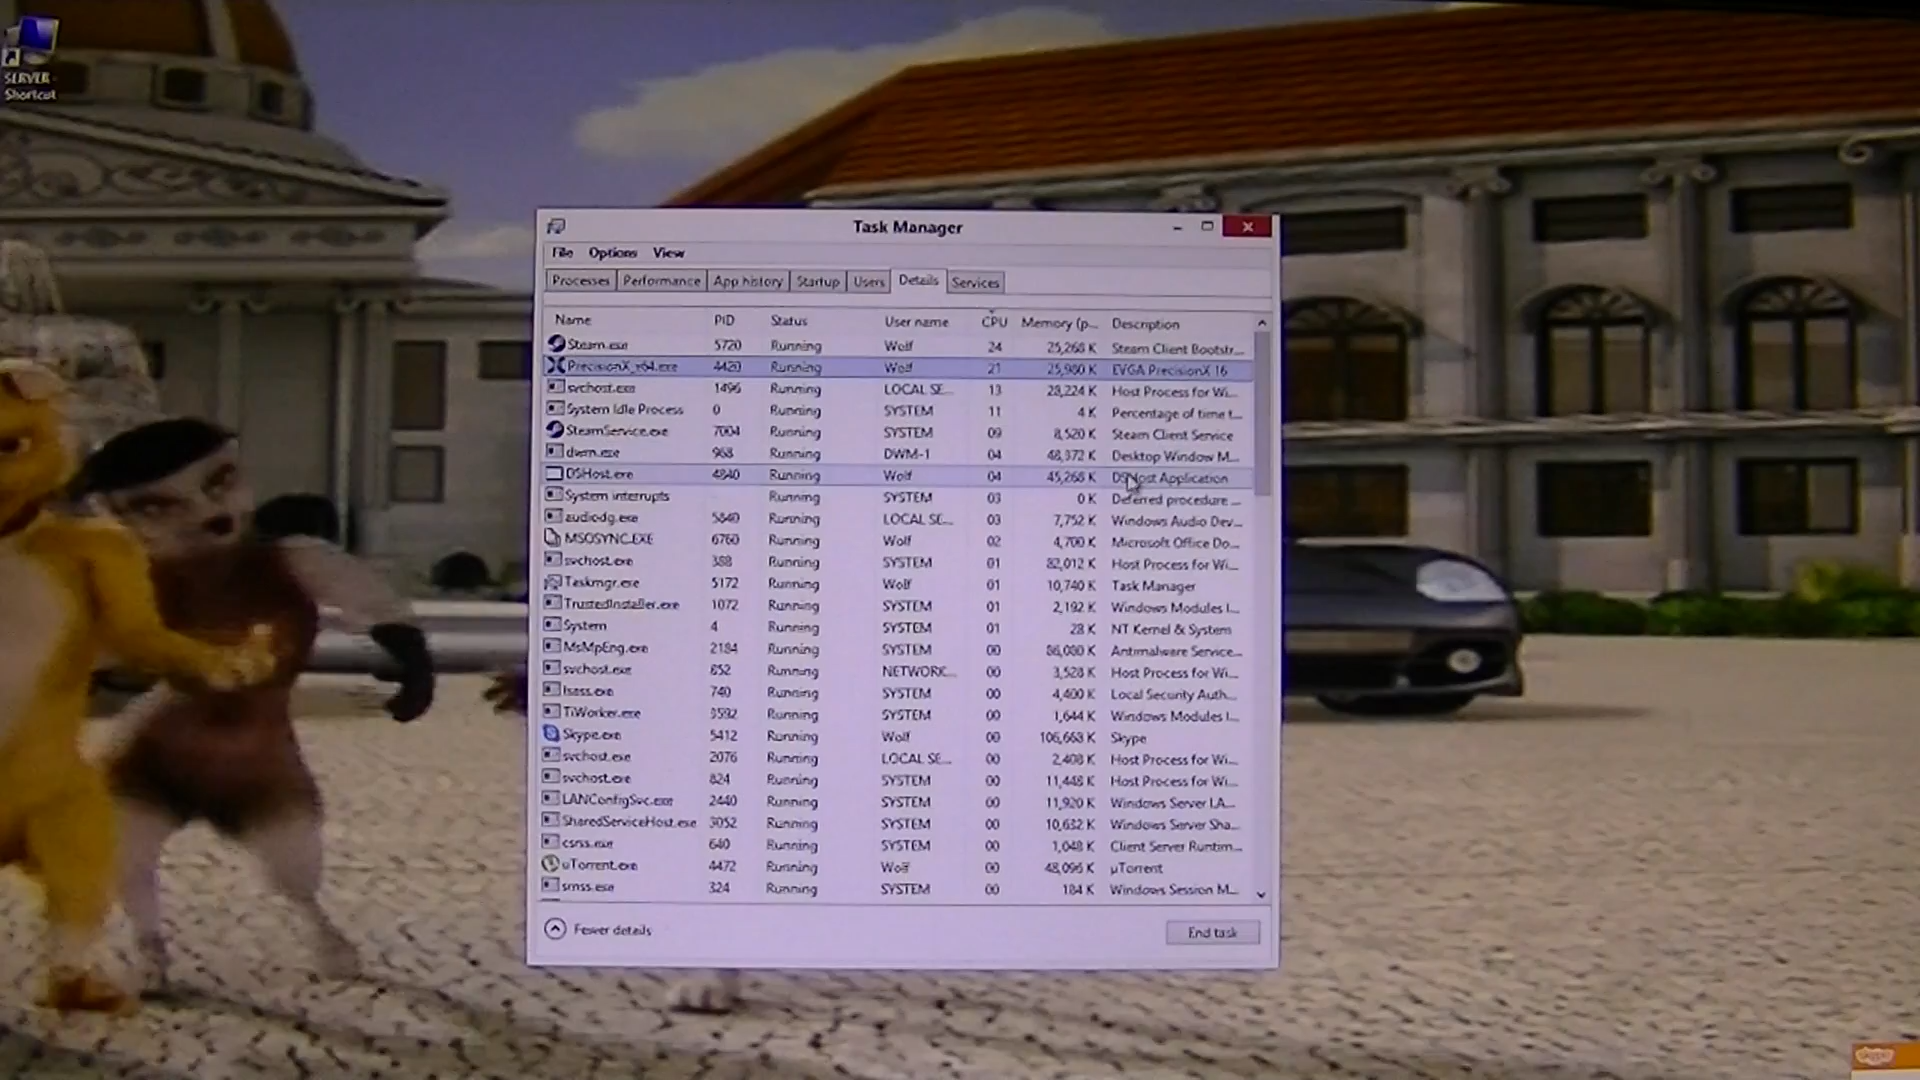 SERVER -
Shortcut
Task Manager
File Options View
Processes Performance App history Startup Users Details Services
Name PID Status User name CPU Memory (p... Description
Steam.exe 5720 Running Wolf 24 25,268 K Steam Client Bootstr...
PrecisionX_x64.exe 4420 Running Wolf 21 25,980 K EVGA PrecisionX 16
svchost.exe 1496 Running LOCAL SE... 13 28,224 K Host Process for Wi...
System Idle Process 0 Running SYSTEM 11 4 K Percentage of time t...
SteamService.exe 7004 Running SYSTEM 09 8,520 K Steam Client Service
dwm.exe 968 Running DWM-1 04 48,372 K Desktop Window M...
DSHost.exe 4840 Running Wolf 04 45,268 K DSHost Application
System interrupts - Running SYSTEM 03 0 K Deferred procedure ...
audiodg.exe 5840 Running LOCAL SE... 03 7,752 K Windows Audio Dev...
MSOSYNC.EXE 6760 Running Wolf 02 4,700 K Microsoft Office Do...
svchost.exe 388 Running SYSTEM 01 82,012 K Host Process for Wi...
Taskmgr.exe 5172 Running Wolf 01 10,740 K Task Manager
TrustedInstaller.exe 1072 Running SYSTEM 01 2,192 K Windows Modules I...
System 4 Running SYSTEM 01 28 K NT Kernel & System
MsMpEng.exe 2184 Running SYSTEM 00 86,080 K Antimalware Service...
svchost.exe 852 Running NETWORK... 00 3,528 K Host Process for Wi...
lsass.exe 740 Running SYSTEM 00 4,400 K Local Security Auth...
TiWorker.exe Running SYSTEM 00 1,644 K Windows Modules I...
Skype.exe 5412 Running Wolf 00 106,668 K Skype
svchost.exe 2076 Running LOCAL SE... 00 2,408 K Host Process for Wi...
svchost.exe 824 Running SYSTEM 00 11,448 K Host Process for Wi...
LANConfigSvc.exe 2440 Running SYSTEM 00 11,920 K Windows Server LA...
SharedServiceHost.exe 3052 Running SYSTEM 00 10,632 K Windows Server Sha...
csrss.exe 640 Running SYSTEM 00 1,048 K Client Server Runtim...
uTorrent.exe 4472 Running Wolf 00 48,096 K µTorrent
smss.exe 324 Running SYSTEM 00 184 K Windows Session M...
Fewer details End task
skype